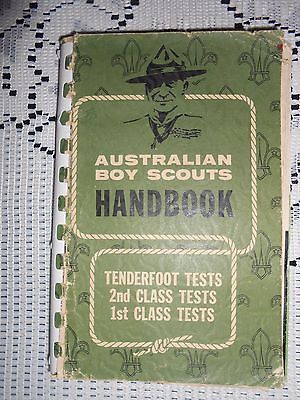 AUSTRALIAN
BOY SCOUTS
HANDBOOK
TENDERFOOT TESTS
2nd CLASS TESTS
1st CLASS TESTS